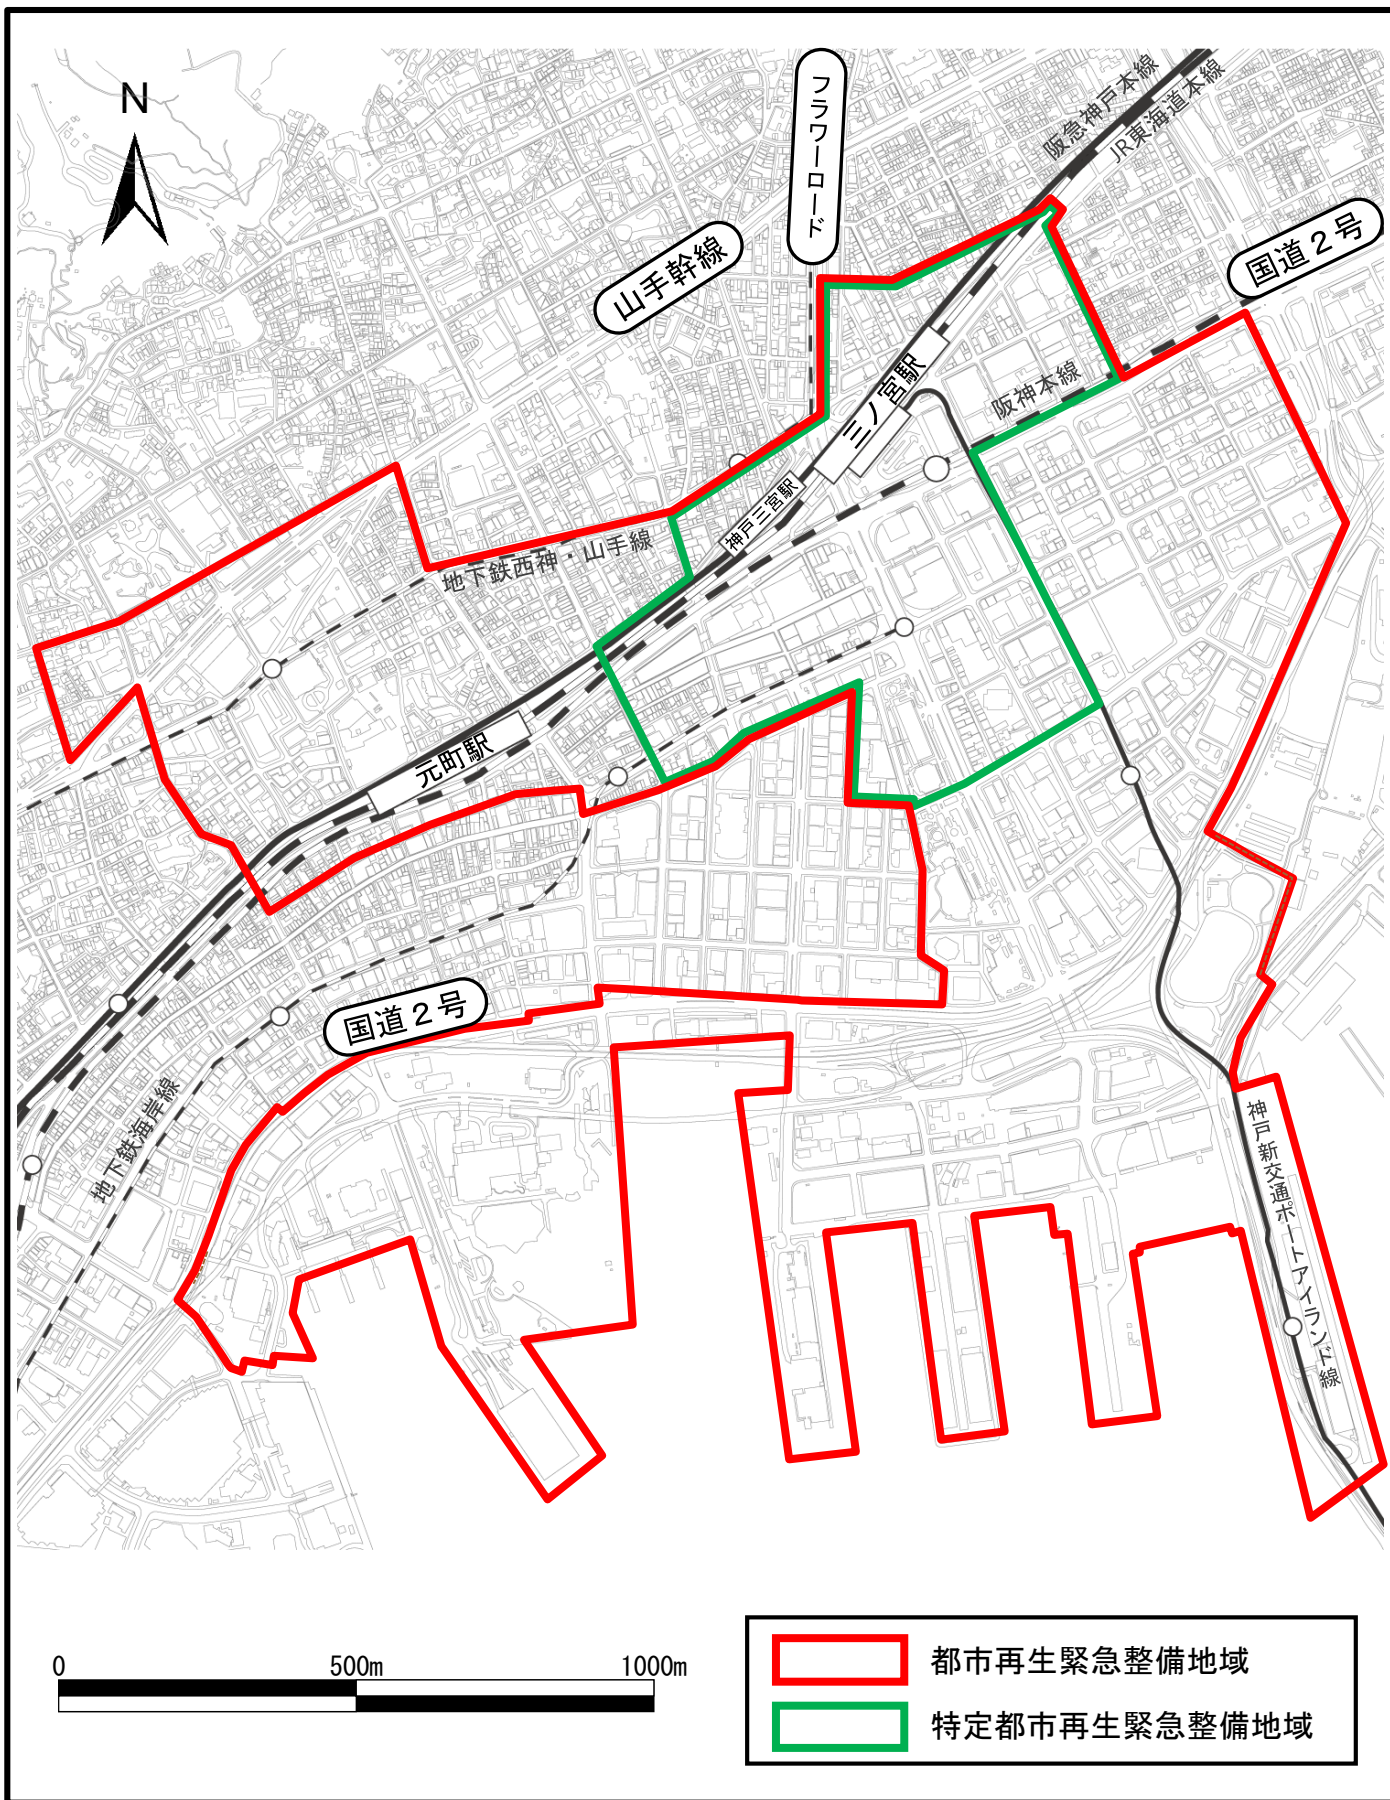 N
フラワーロード
阪急神戸本線
JR東海道本線
山手幹線
国道2号
三ノ宮駅
阪神本線
神戸三宮駅
地下鉄西神・山手線
元町駅
国道2号
地下鉄海岸線
神戸新交通ポートアイランド線
0 500m 1000m
都市再生緊急整備地域
特定都市再生緊急整備地域